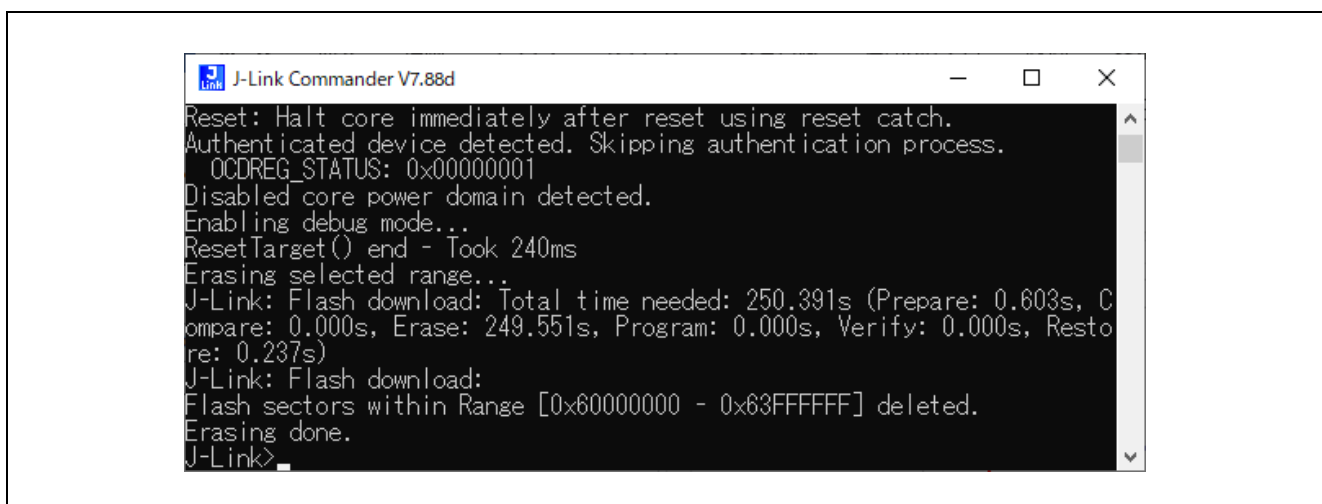 J-Link Commander V7.88d
Reset: Halt core immediately after reset using reset catch.
Authenticated device detected. Skipping authentication process.
  OCDREG_STATUS: 0x00000001
Disabled core power domain detected.
Enabling debug mode...
ResetTarget() end - Took 240ms
Erasing selected range...
J-Link: Flash download: Total time needed: 250.391s (Prepare: 0.603s, C
ompare: 0.000s, Erase: 249.551s, Program: 0.000s, Verify: 0.000s, Resto
re: 0.237s)
J-Link: Flash download:
Flash sectors within Range [0x60000000 - 0x63FFFFFF] deleted.
Erasing done.
J-Link>